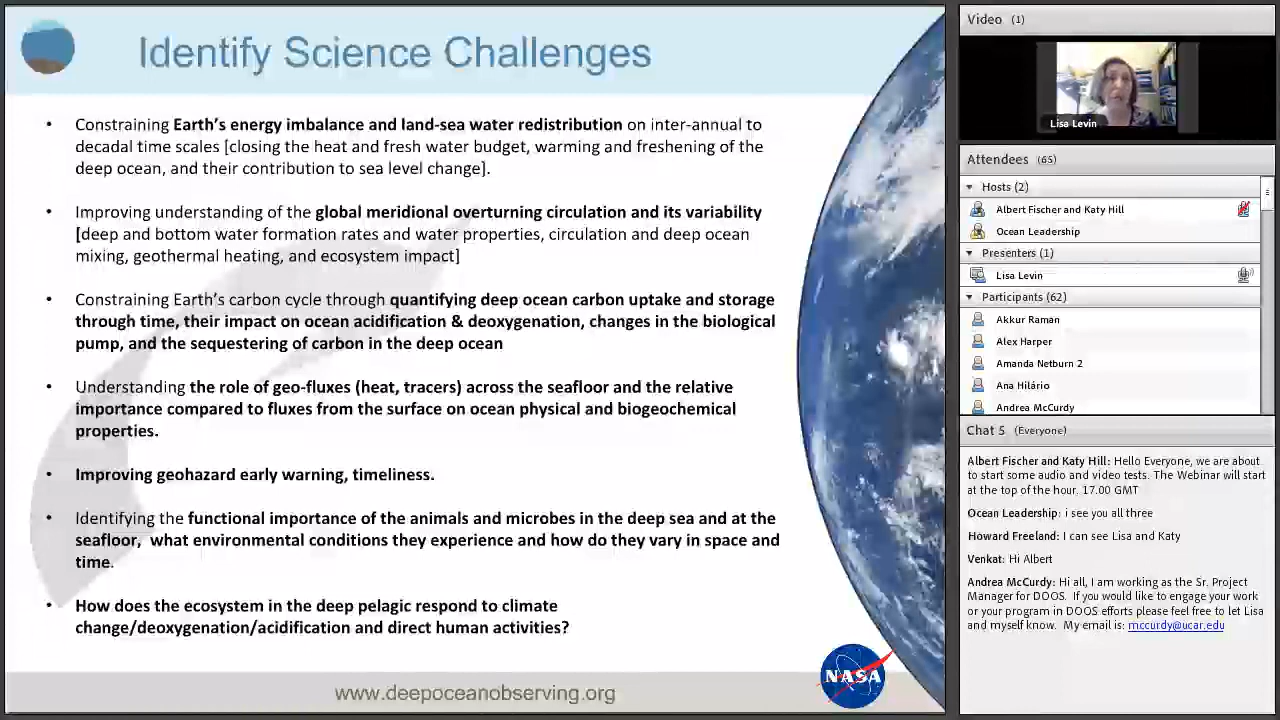 Identify Science Challenges
• Constraining Earth's energy imbalance and land-sea water redistribution on inter-annual to
decadal time scales [closing the heat and fresh water budget, warming and freshening of the
deep ocean, and their contribution to sea level change].
• Improving understanding of the global meridional overturning circulation and its variability
[deep and bottom water formation rates and water properties, circulation and deep ocean
mixing, geothermal heating, and ecosystem impact]
• Constraining Earth's carbon cycle through quantifying deep ocean carbon uptake and storage
through time, their impact on ocean acidification & deoxygenation, changes in the biological
pump, and the sequestering of carbon in the deep ocean
• Understanding the role of geo-fluxes (heat, tracers) across the seafloor and the relative
importance compared to fluxes from the surface on ocean physical and biogeochemical
properties.
• Improving geohazard early warning, timeliness.
• Identifying the functional importance of the animals and microbes in the deep sea and at the
seafloor, what environmental conditions they experience and how do they vary in space and
time.
• How does the ecosystem in the deep pelagic respond to climate
change/deoxygenation/acidification and direct human activities?
www.deepoceanobserving.org
NASA
Video (1)
Lisa Levin
Attendees (65)
Hosts (2)
Albert Fischer and Katy Hill
Ocean Leadership
Presenters (1)
Lisa Levin
Participants (62)
Akkur Raman
Alex Harper
Amanda Netburn 2
Ana Hilário
Andrea McCurdy
Chat 5 (Everyone)
Albert Fischer and Katy Hill: Hello Everyone, we are about
to start some audio and video tests. The Webinar will start
at the top of the hour, 17.00 GMT
Ocean Leadership: i see you all three
Howard Freeland: I can see Lisa and Katy
Venkat: Hi Albert
Andrea McCurdy: Hi all, I am working as the Sr. Project
Manager for DOOS. If you would like to engage your work
or your program in DOOS efforts please feel free to let Lisa
and myself know. My email is: mccurdy@ucar.edu